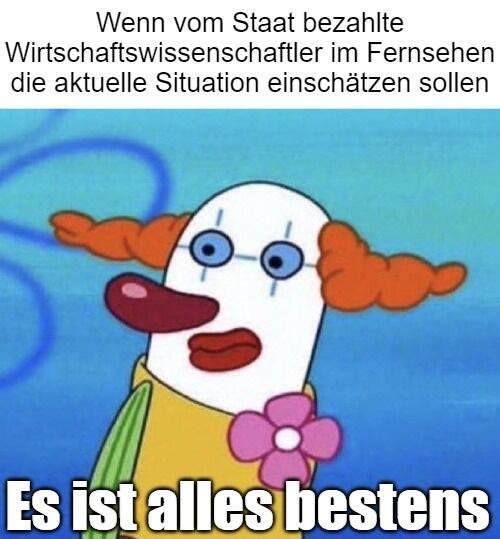 Wenn vom Staat bezahlte
Wirtschaftswissenschaftler im Fernsehen
die aktuelle Situation einschätzen sollen
Es ist alles bestens